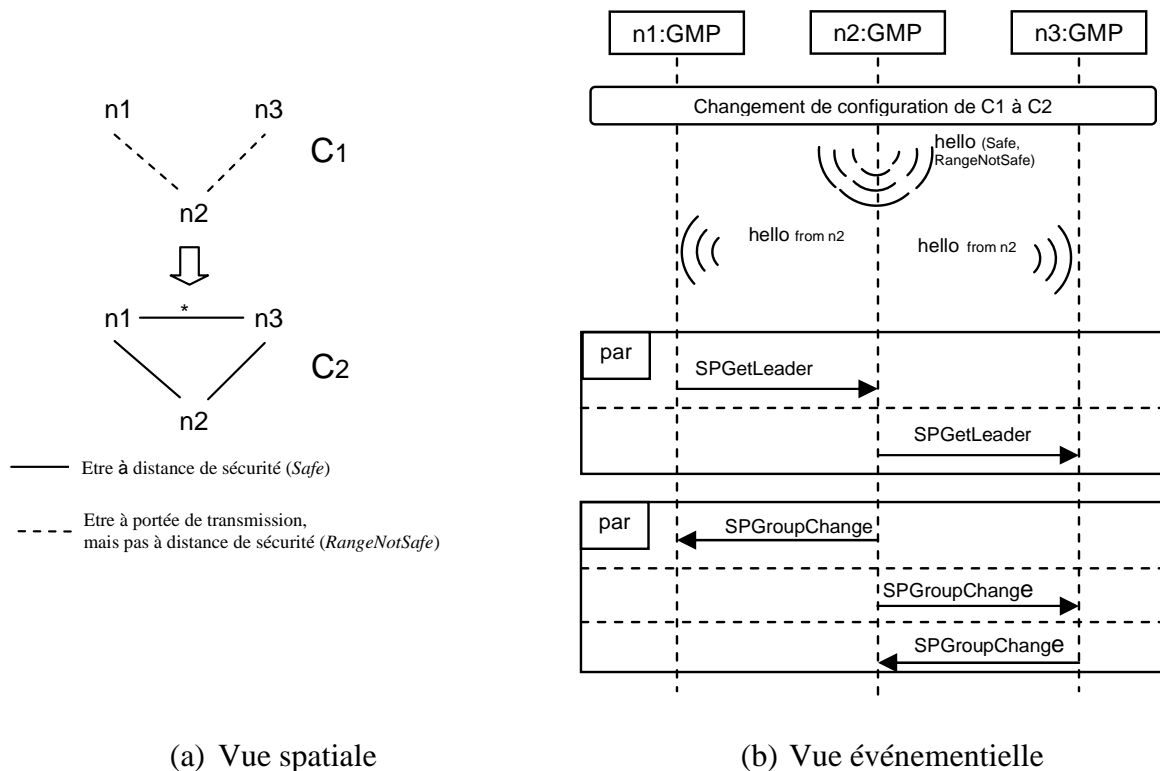 n1
n3
C1
n2
*
n1
n3
C2
n2
Etre à distance de sécurité (Safe)
Etre à portée de transmission,
mais pas à distance de sécurité (RangeNotSafe)
(a) Vue spatiale
n1:GMP
n2:GMP
n3:GMP
Changement de configuration de C1 à C2
hello (Safe,
RangeNotSafe)
hello from n2
hello from n2
par
SPGetLeader
SPGetLeader
par
SPGroupChange
SPGroupChange
SPGroupChange
(b) Vue événementielle